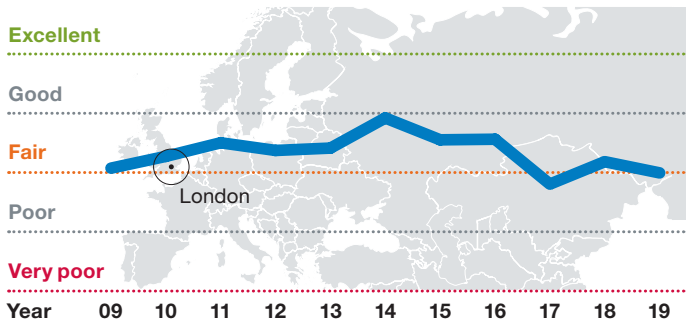 Excellent
Good
Fair
London
Poor
Very poor
Year 09 10 11 12 13 14 15 16 17 18 19